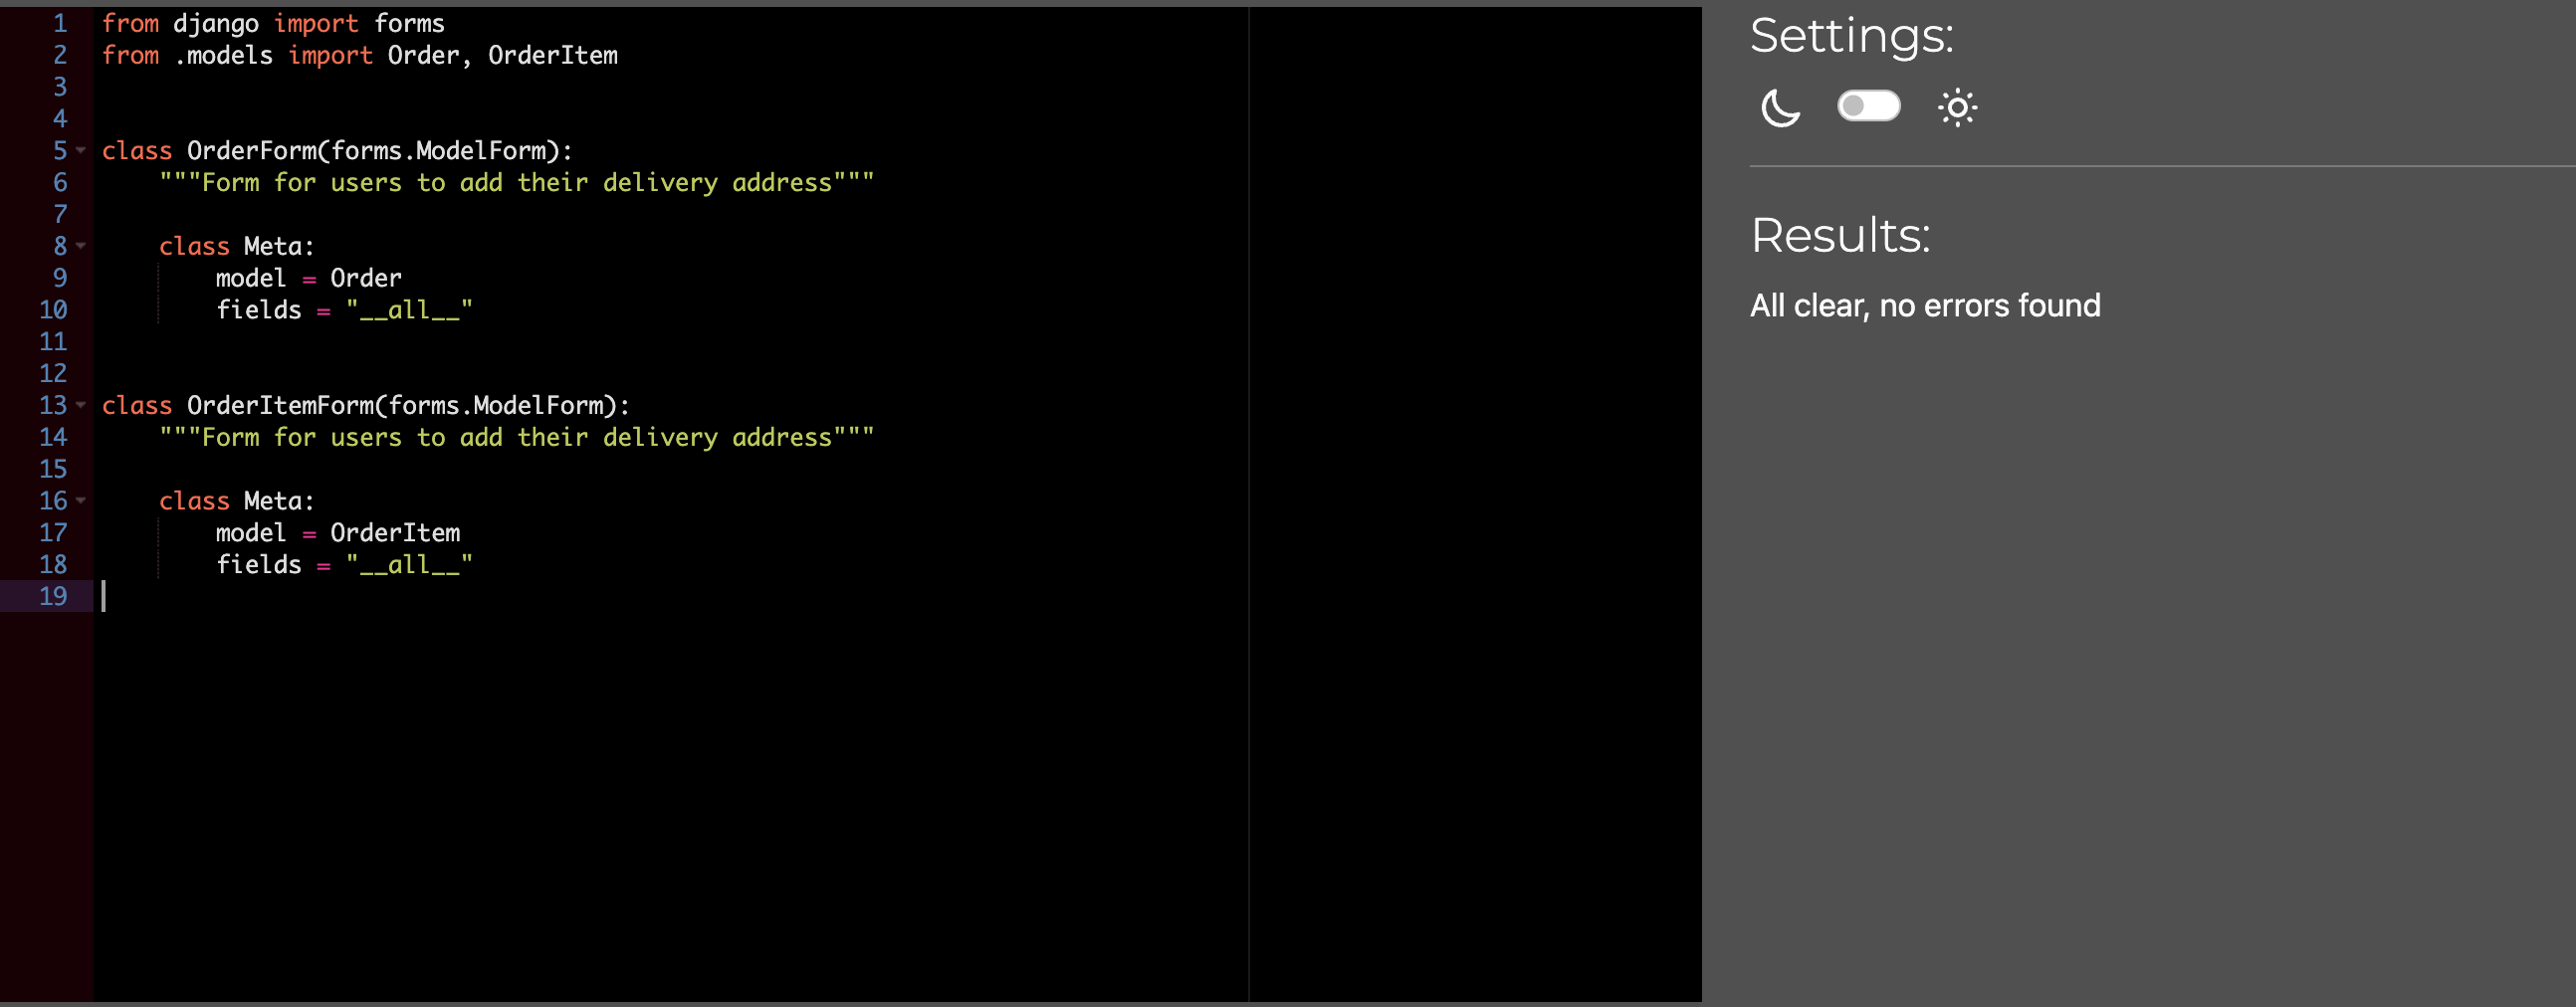 1 from django import forms
2 from .models import Order, OrderItem
3
4
5 class OrderForm(forms.ModelForm):
6     """Form for users to add their delivery address"""
7
8     class Meta:
9         model = Order
10         fields = "__all__"
11
12
13 class OrderItemForm(forms.ModelForm):
14     """Form for users to add their delivery address"""
15
16     class Meta:
17         model = OrderItem
18         fields = "__all__"
19
Settings:
Results:
All clear, no errors found